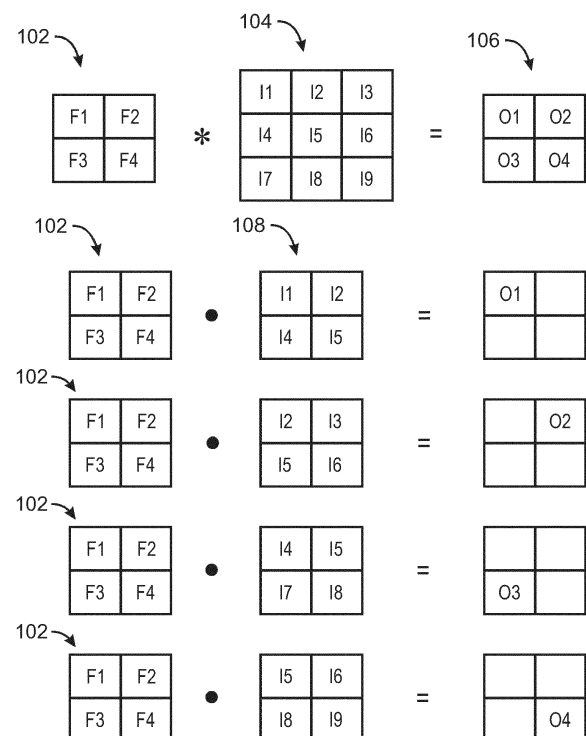 102 104 106
F1 F2 * I1 I2 I3 = O1 O2
F3 F4 I4 I5 I6 O3 O4
I7 I8 I9
102 108
F1 F2 • I1 I2 = O1
F3 F4 I4 I5
102
F1 F2 • I2 I3 = O2
F3 F4 I5 I6
102
F1 F2 • I4 I5 =
F3 F4 I7 I8 O3
102
F1 F2 • I5 I6 =
F3 F4 I8 I9 O4